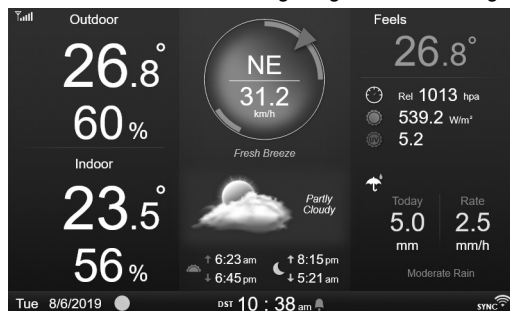 Outdoor
26.8°
60%
Indoor
23.5°
56%
NE
31.2
km/h
Fresh Breeze
Partly
Cloudy
↑ 6:23 am
↓ 6:45 pm
↑ 8:15 pm
↓ 5:21 am
Feels
26.8°
Rel 1013 hpa
539.2 W/m²
UV
5.2
Today
5.0
mm
Rate
2.5
mm/h
Moderate Rain
Tue 8/6/2019
DST 10 : 38 am
SYNC